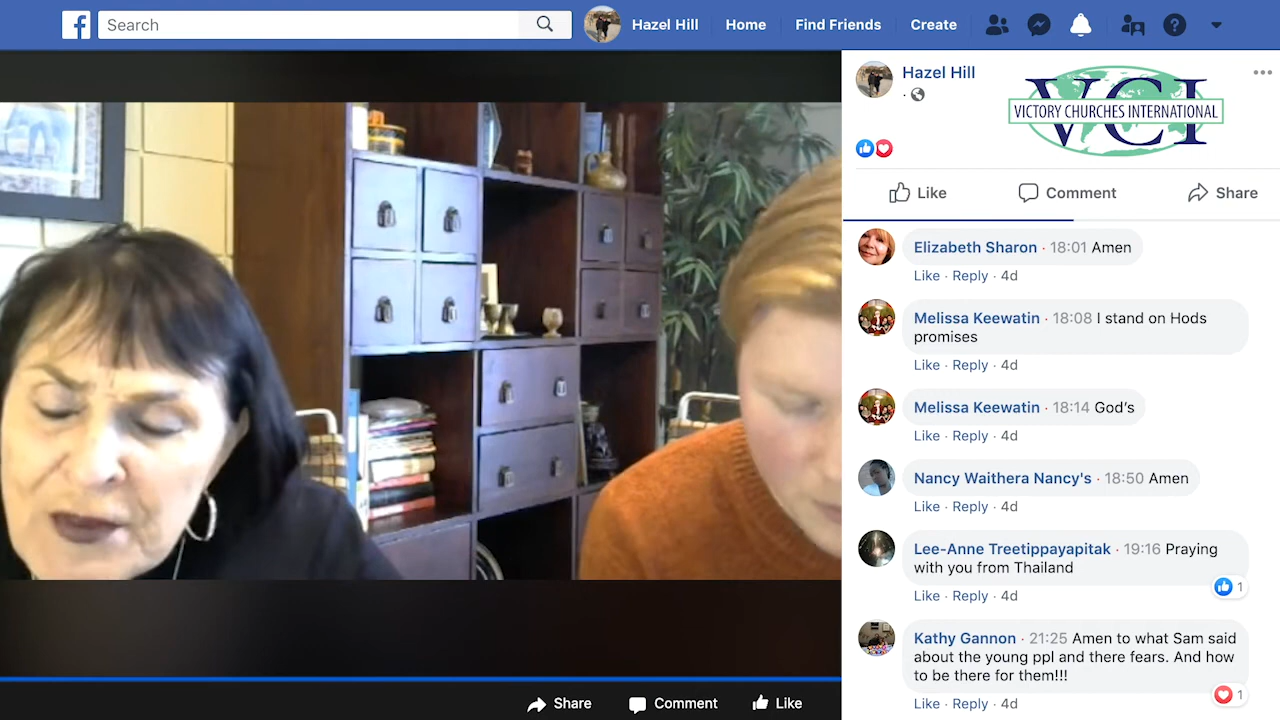 Search
Hazel Hill
Home
Find Friends
Create
Hazel Hill
VCI
VICTORY CHURCHES INTERNATIONAL
Like
Comment
Share
Elizabeth Sharon · 18:01 Amen
Like · Reply · 4d
Melissa Keewatin · 18:08 I stand on Hods
promises
Like · Reply · 4d
Melissa Keewatin · 18:14 God's
Like · Reply · 4d
Nancy Waithera Nancy's · 18:50 Amen
Like · Reply · 4d
Lee-Anne Treetippayapitak · 19:16 Praying
with you from Thailand
1
Like · Reply · 4d
Kathy Gannon · 21:25 Amen to what Sam said
about the young ppl and there fears. And how
to be there for them!!!
1
Like · Reply · 4d
Share
Comment
Like